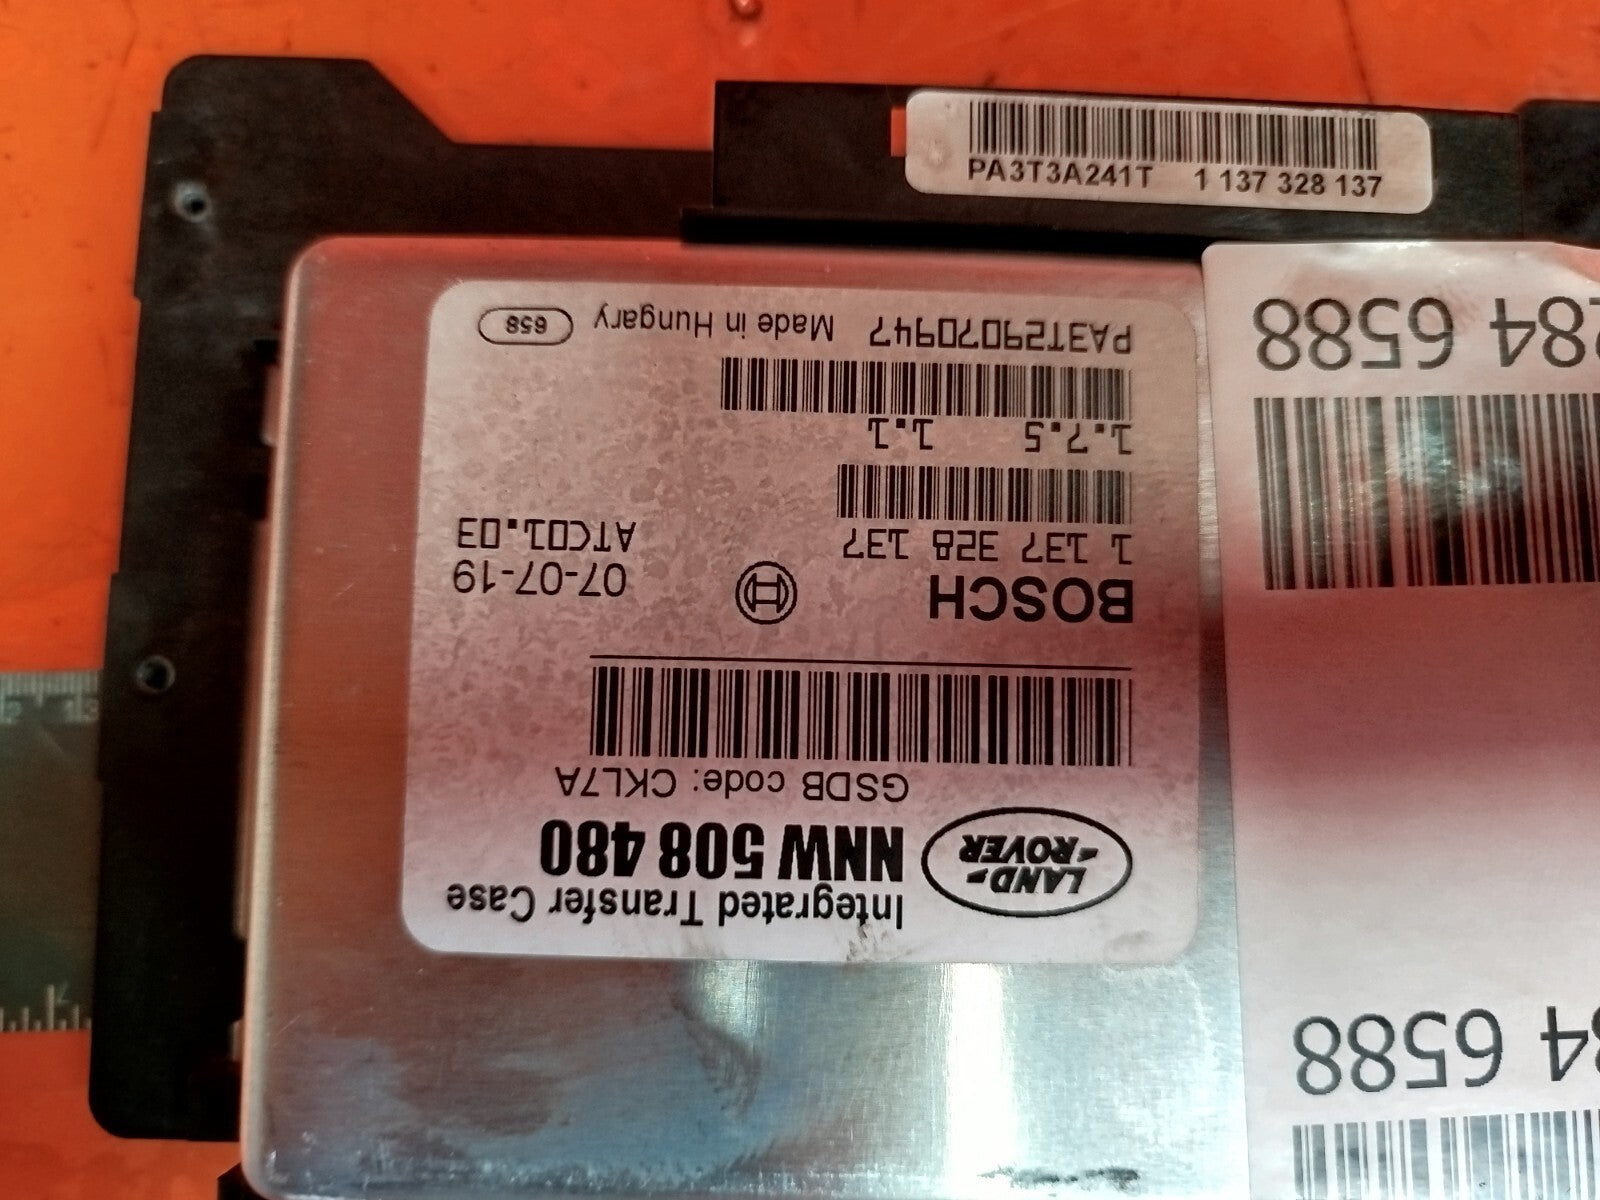 PA3T3A241T 1 137 328 137
LAND-
-ROVER
Integrated Transfer Case
NNW 508 480
GSDB code: CKL7A
BOSCH
07-07-19
1 137 328 137
ATC01.03
1.7.5 1.1
PA3T29070947 Made in Hungary 658
84 6588
284 6588